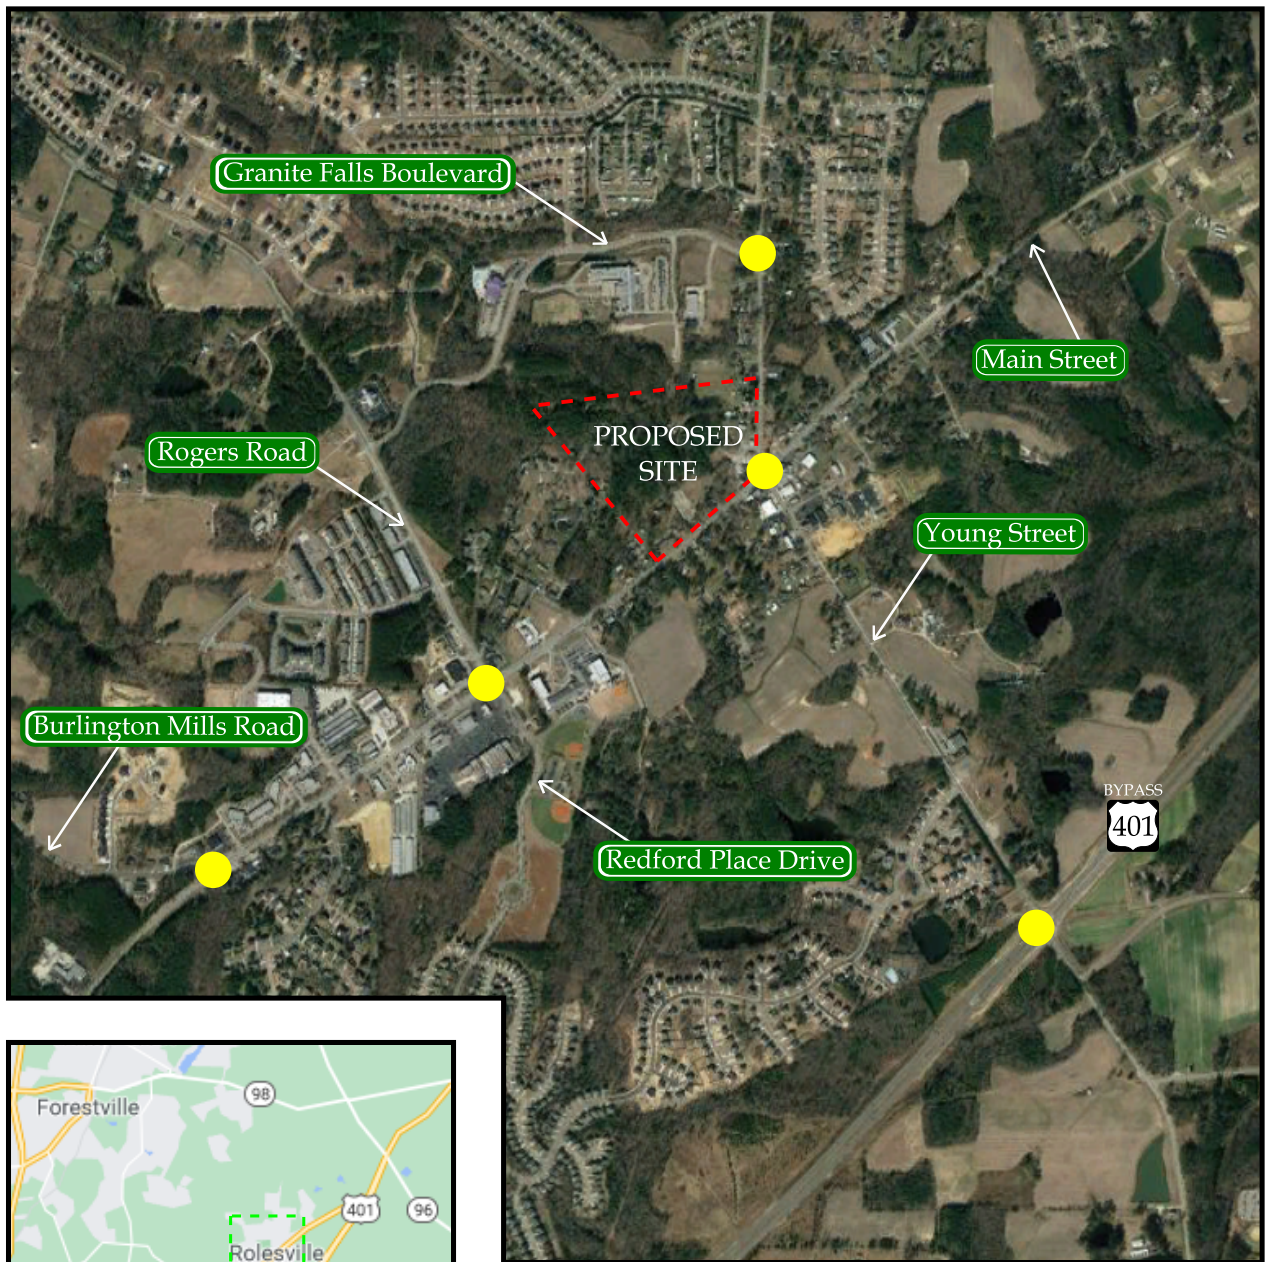 Granite Falls Boulevard
Main Street
PROPOSED
SITE
Rogers Road
Young Street
Burlington Mills Road
BYPASS
401
Redford Place Drive
98
Forestville
401
96
Rolesville